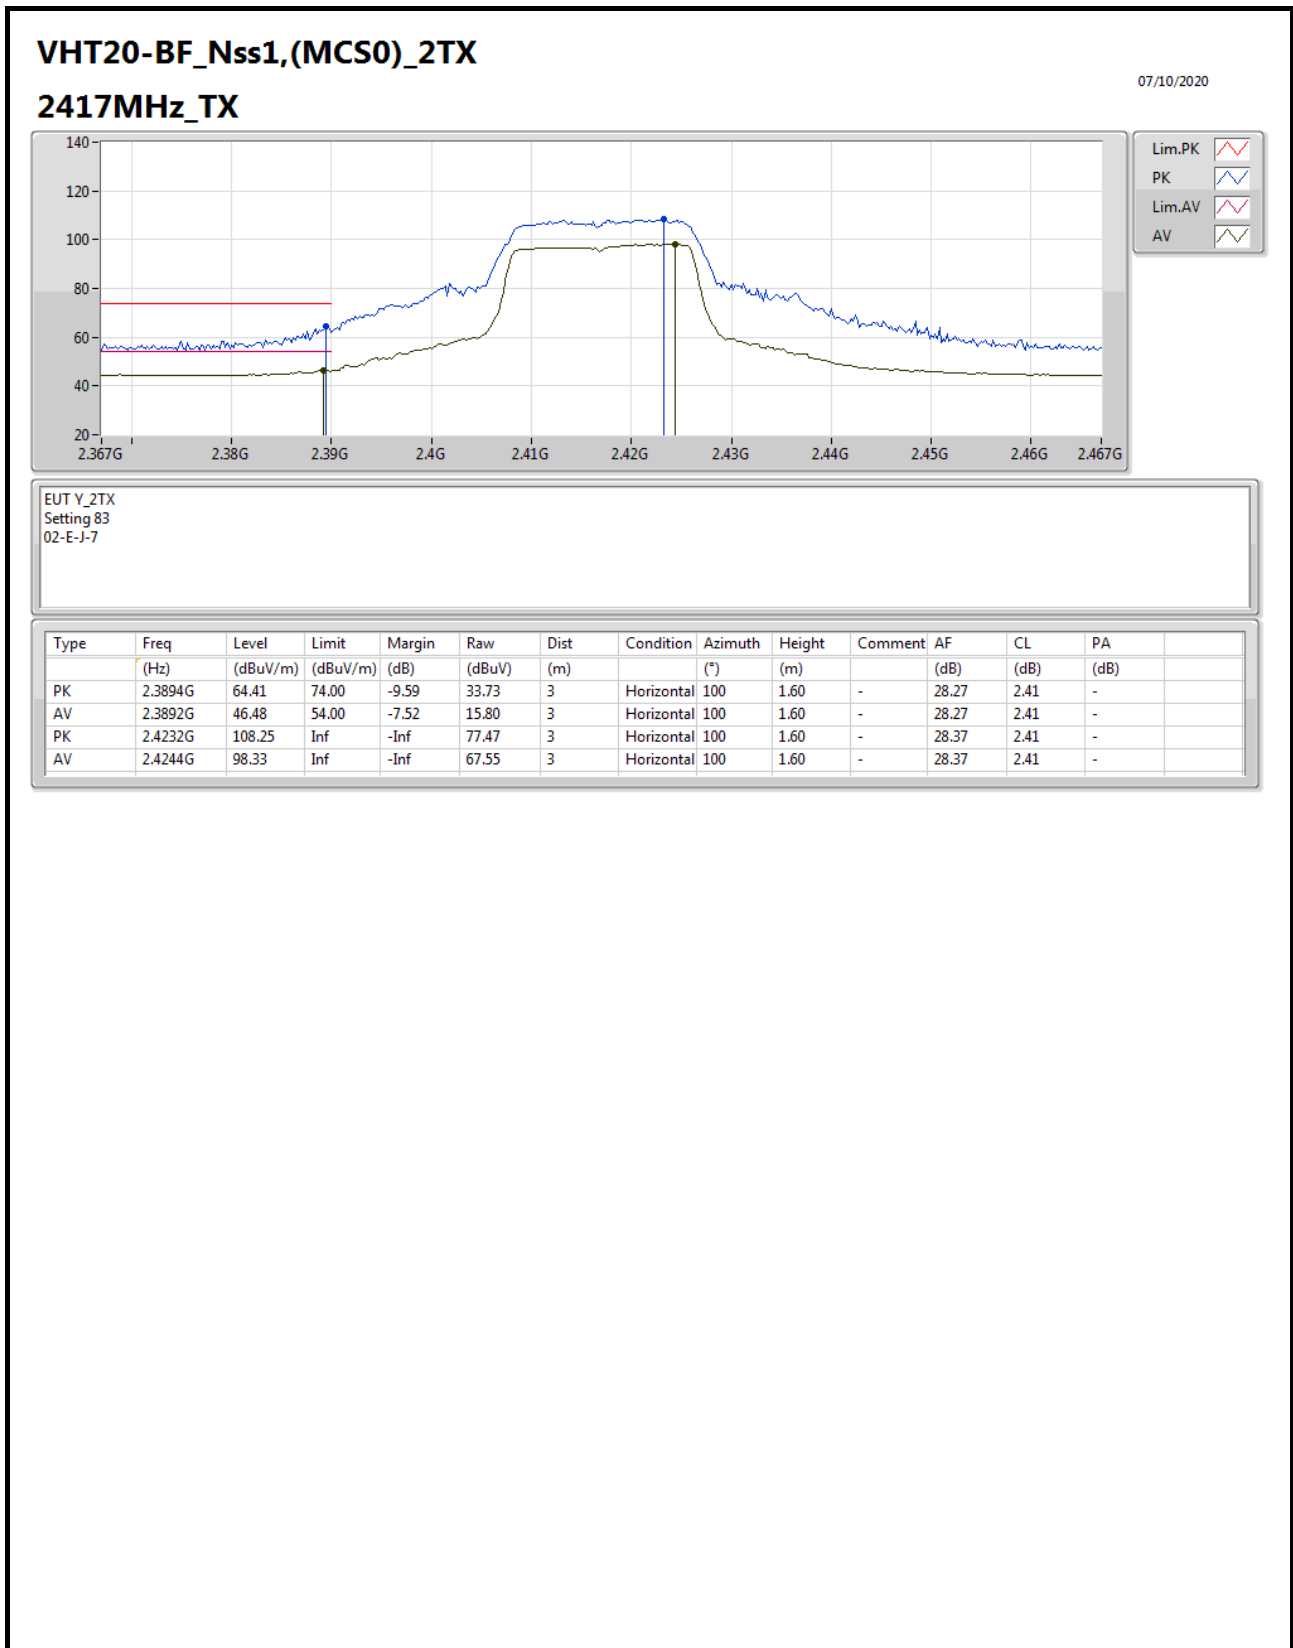 VHT20-BF_Nss1,(MCS0)_2TX
07/10/2020
2417MHz_TX
140
120
100
80
60
40
20
2.367G 2.38G 2.39G 2.4G 2.41G 2.42G 2.43G 2.44G 2.45G 2.46G 2.467G
Lim.PK
PK
Lim.AV
AV
EUT Y_2TX
Setting 83
02-E-J-7
Type Freq Level Limit Margin Raw Dist Condition Azimuth Height Comment AF CL PA
(Hz) (dBuV/m) (dBuV/m) (dB) (dBuV) (m) (°) (m) (dB) (dB) (dB)
PK 2.3894G 64.41 74.00 -9.59 33.73 3 Horizontal 100 1.60 - 28.27 2.41 -
AV 2.3892G 46.48 54.00 -7.52 15.80 3 Horizontal 100 1.60 - 28.27 2.41 -
PK 2.4232G 108.25 Inf -Inf 77.47 3 Horizontal 100 1.60 - 28.37 2.41 -
AV 2.4244G 98.33 Inf -Inf 67.55 3 Horizontal 100 1.60 - 28.37 2.41 -